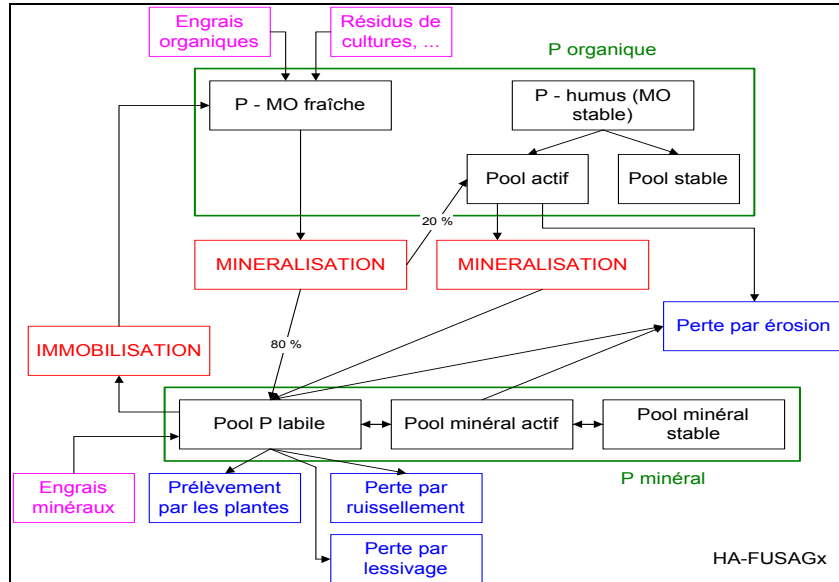 Engrais
organiques
Résidus de
cultures, ...
P organique
P - MO fraîche
P - humus (MO
stable)
Pool actif
Pool stable
20 %
MINERALISATION
MINERALISATION
Perte par érosion
IMMOBILISATION
80 %
Pool P labile
Pool minéral actif
Pool minéral
stable
P minéral
Engrais
minéraux
Prélèvement
par les plantes
Perte par
ruissellement
Perte par
lessivage
HA-FUSAGx